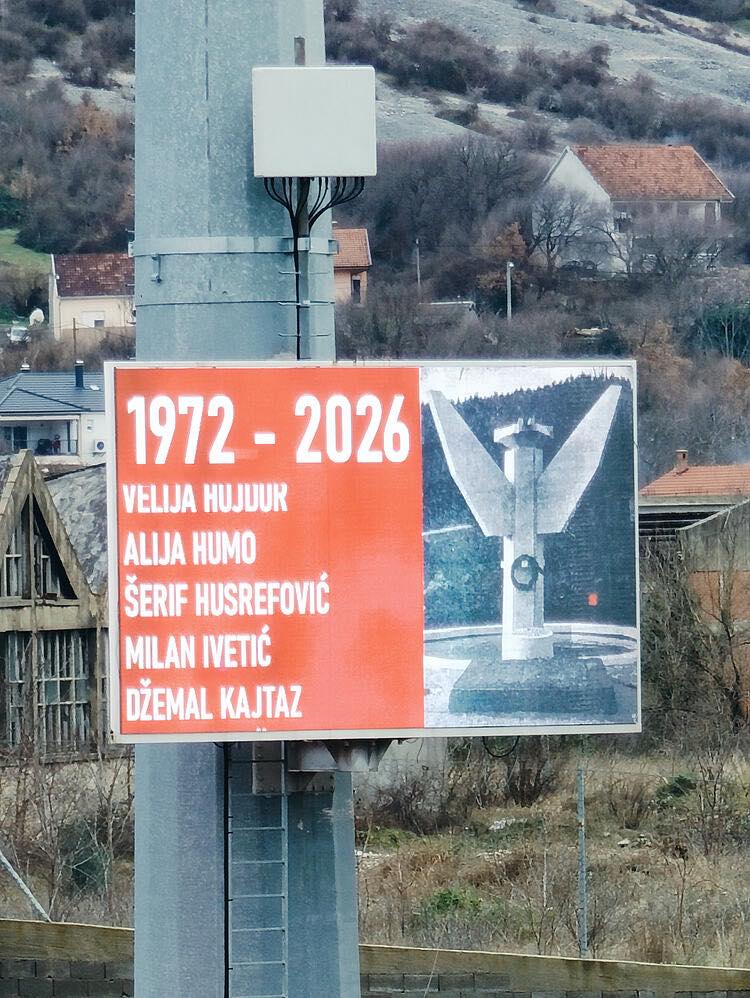 1972 - 2026
VELIJA HUJDUR
ALIJA HUMO
ŠERIF HUSREFOVIĆ
MILAN IVETIĆ
DŽEMAL KAJTAZ